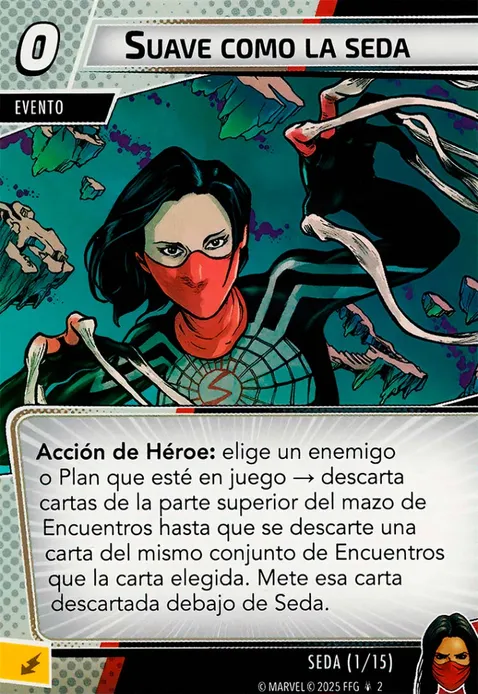 0
SUAVE COMO LA SEDA
EVENTO
Acción de Héroe: elige un enemigo
o Plan que esté en juego → descarta
cartas de la parte superior del mazo de
Encuentros hasta que se descarte una
carta del mismo conjunto de Encuentros
que la carta elegida. Mete esa carta
descartada debajo de Seda.
SEDA (1/15)
© MARVEL © 2025 FFG 2